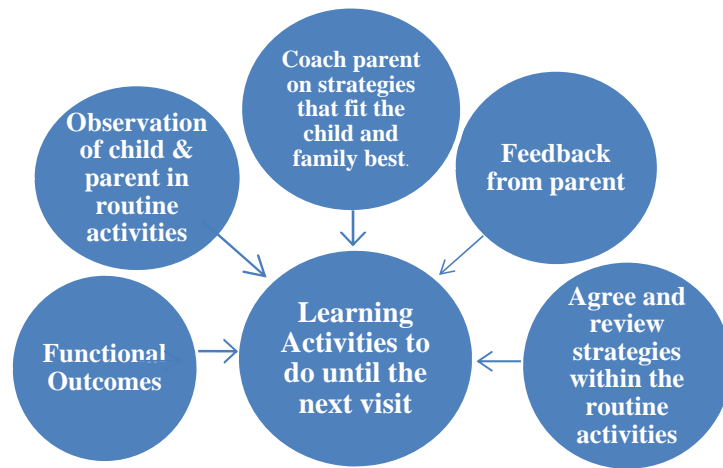 Coach parent
on strategies
that fit the
child and
family best.
Observation
of child &
parent in
routine
activities
Feedback
from parent
Functional
Outcomes
Learning
Activities to
do until the
next visit
Agree and
review
strategies
within the
routine
activities